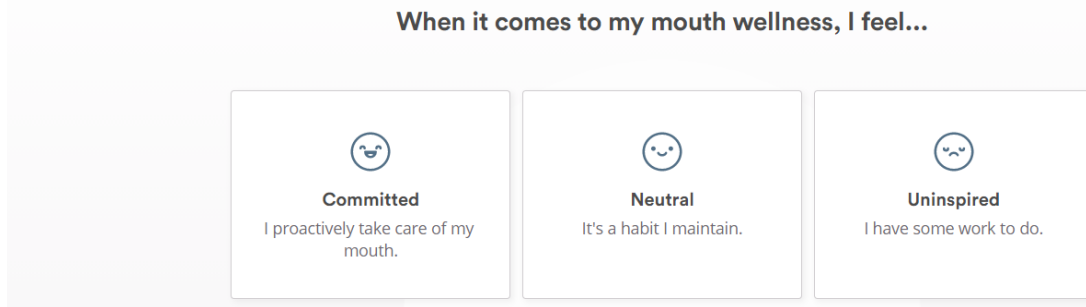 When it comes to my mouth wellness, I feel...
Committed
I proactively take care of my
mouth.
Neutral
It's a habit I maintain.
Uninspired
I have some work to do.